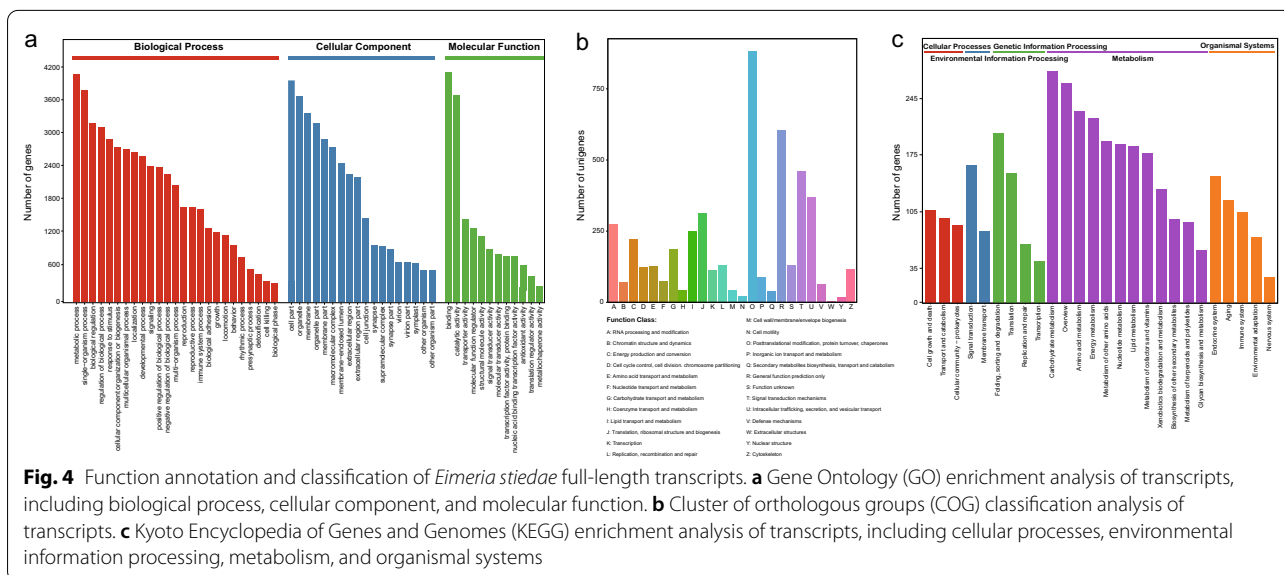 a
Biological Process
Cellular Component
Molecular Function
Number of genes
4200
3600
3000
2400
1800
1200
600
0
metabolic process
single-organism process
biological regulation
regulation of biological process
response to stimulus
cellular component organization or biogenesis
multicellular organismal process
localization
developmental process
signaling
positive regulation of biological process
negative regulation of biological process
multi-organism process
reproduction
reproductive process
immune system process
biological adhesion
growth
locomotion
behavior
rhythmic process
presynaptic process
detoxification
cell killing
biological phase
cell part
organelle
membrane
organelle part
membrane part
macromolecular complex
membrane-enclosed lumen
extracellular region
extracellular region part
cell junction
synapse
supramolecular complex
synapse part
virion
virion part
symplast
other organism
other organism part
binding
catalytic activity
transporter activity
molecular function regulator
structural molecule activity
signal transducer activity
molecular transducer activity
transcription factor activity, protein binding
nucleic acid binding transcription factor activity
antioxidant activity
translation regulator activity
metallochaperone activity
b
Number of unigenes
750
500
250
0
A B C D E F G H I J K L M N O P Q R S T U V W Y Z
Function Class:
A: RNA processing and modification
B: Chromatin structure and dynamics
C: Energy production and conversion
D: Cell cycle control, cell division, chromosome partitioning
E: Amino acid transport and metabolism
F: Nucleotide transport and metabolism
G: Carbohydrate transport and metabolism
H: Coenzyme transport and metabolism
I: Lipid transport and metabolism
J: Translation, ribosomal structure and biogenesis
K: Transcription
L: Replication, recombination and repair
M: Cell wall/membrane/envelope biogenesis
N: Cell motility
O: Posttranslational modification, protein turnover, chaperones
P: Inorganic ion transport and metabolism
Q: Secondary metabolites biosynthesis, transport and catabolism
R: General function prediction only
S: Function unknown
T: Signal transduction mechanisms
U: Intracellular trafficking, secretion, and vesicular transport
V: Defense mechanisms
W: Extracellular structures
Y: Nuclear structure
Z: Cytoskeleton
c
Cellular Processes
Genetic Information Processing
Organismal Systems
Environmental Information Processing
Metabolism
Number of genes
245
175
105
35
0
Cell growth and death
Transport and catabolism
Cellular community - prokaryotes
Signal transduction
Membrane transport
Folding, sorting and degradation
Translation
Replication and repair
Transcription
Carbohydrate metabolism
Overview
Amino acid metabolism
Energy metabolism
Metabolism of other amino acids
Nucleotide metabolism
Lipid metabolism
Metabolism of cofactors and vitamins
Xenobiotics biodegradation and metabolism
Biosynthesis of other secondary metabolites
Metabolism of terpenoids and polyketides
Glycan biosynthesis and metabolism
Endocrine system
Aging
Immune system
Environmental adaptation
Nervous system
Fig. 4 Function annotation and classification of Eimeria stiedae full-length transcripts. a Gene Ontology (GO) enrichment analysis of transcripts,
including biological process, cellular component, and molecular function. b Cluster of orthologous groups (COG) classification analysis of
transcripts. c Kyoto Encyclopedia of Genes and Genomes (KEGG) enrichment analysis of transcripts, including cellular processes, environmental
information processing, metabolism, and organismal systems